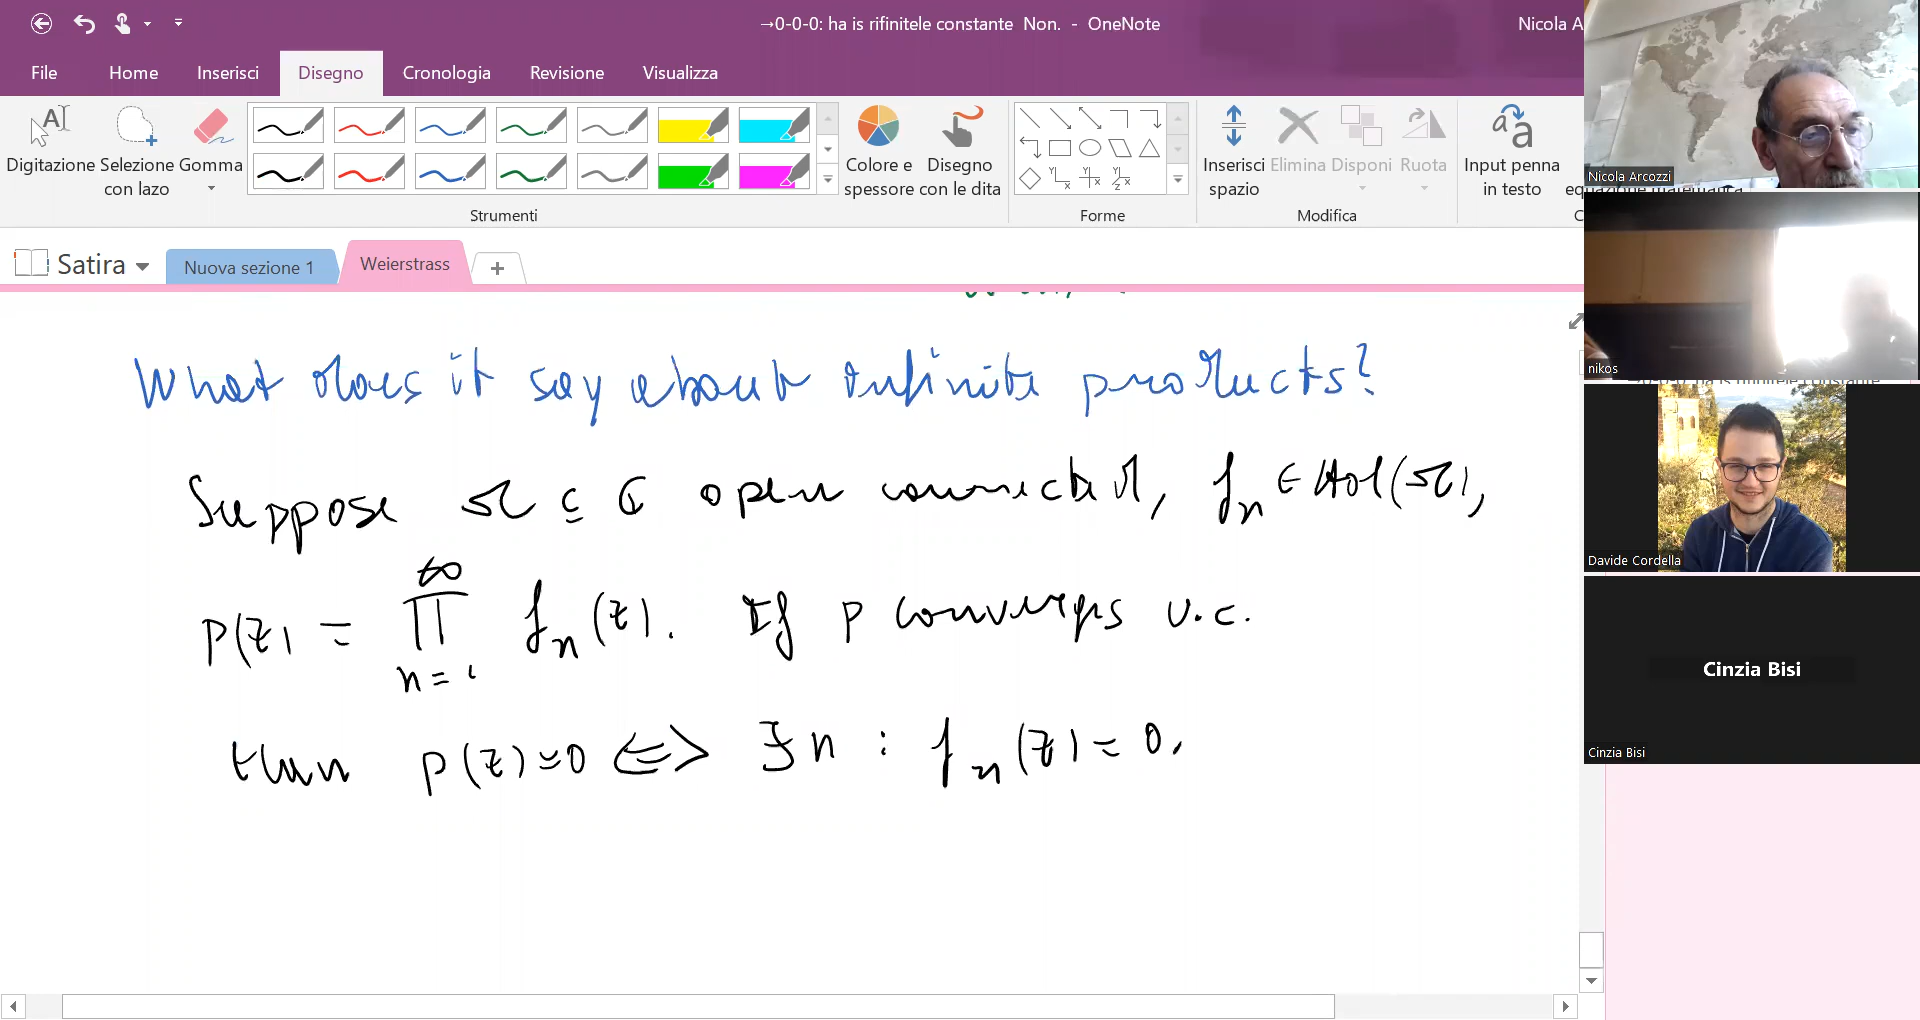 →0-0-0: ha is rifinitele constante Non. - OneNote
Nicola A
File Home Inserisci Disegno Cronologia Revisione Visualizza
Digitazione
Selezione con lazo
Gomma
Strumenti
Colore e spessore
Disegno con le dita
Forme
Inserisci spazio
Elimina
Disponi
Ruota
Modifica
Input penna in testo
Satira
Nuova sezione 1
Weierstrass
+
What does it say about infinite products?
Suppose Ω ⊆ ℂ open connected, fₙ ∈ Hol(Ω),
p(z) = ∏_{n=1}^{∞} fₙ(z). If p converges u.c.
then p(z)=0 ⟺ ∃n : fₙ(z)=0.
Nicola Arcozzi
nikos
Davide Cordella
Cinzia Bisi
Cinzia Bisi